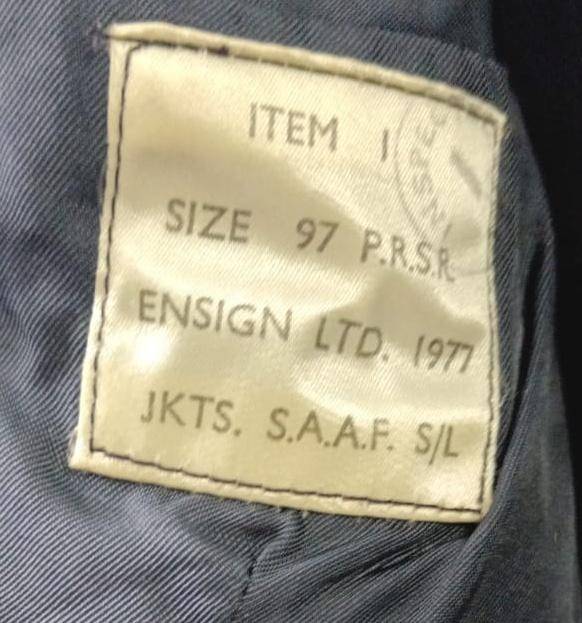 ITEM 1
SIZE 97 P.R.S.R.
ENSIGN LTD. 1977
JKTS. S.A.A.F. S/L